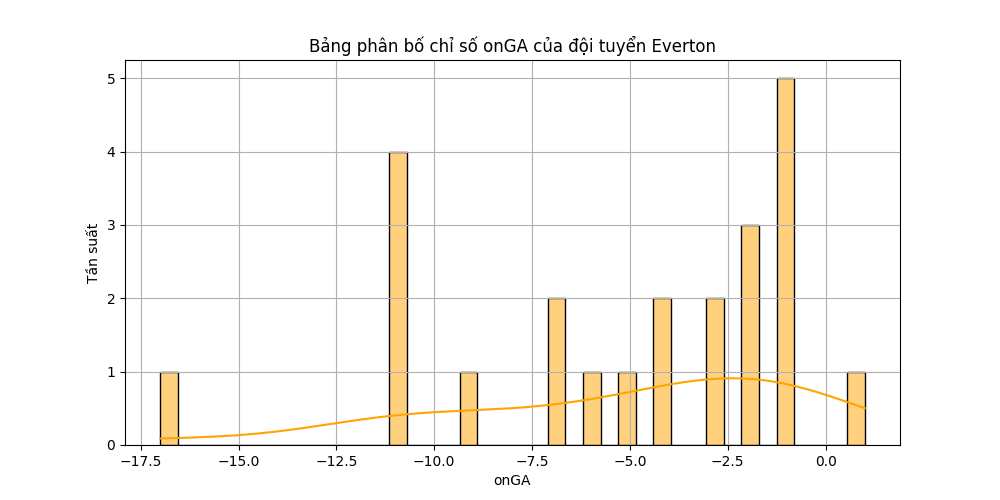 Bảng phân bố chỉ số onGA của đội tuyển Everton
Tần suất
5
4
3
2
1
0
−17.5 −15.0 −12.5 −10.0 −7.5 −5.0 −2.5 0.0
onGA